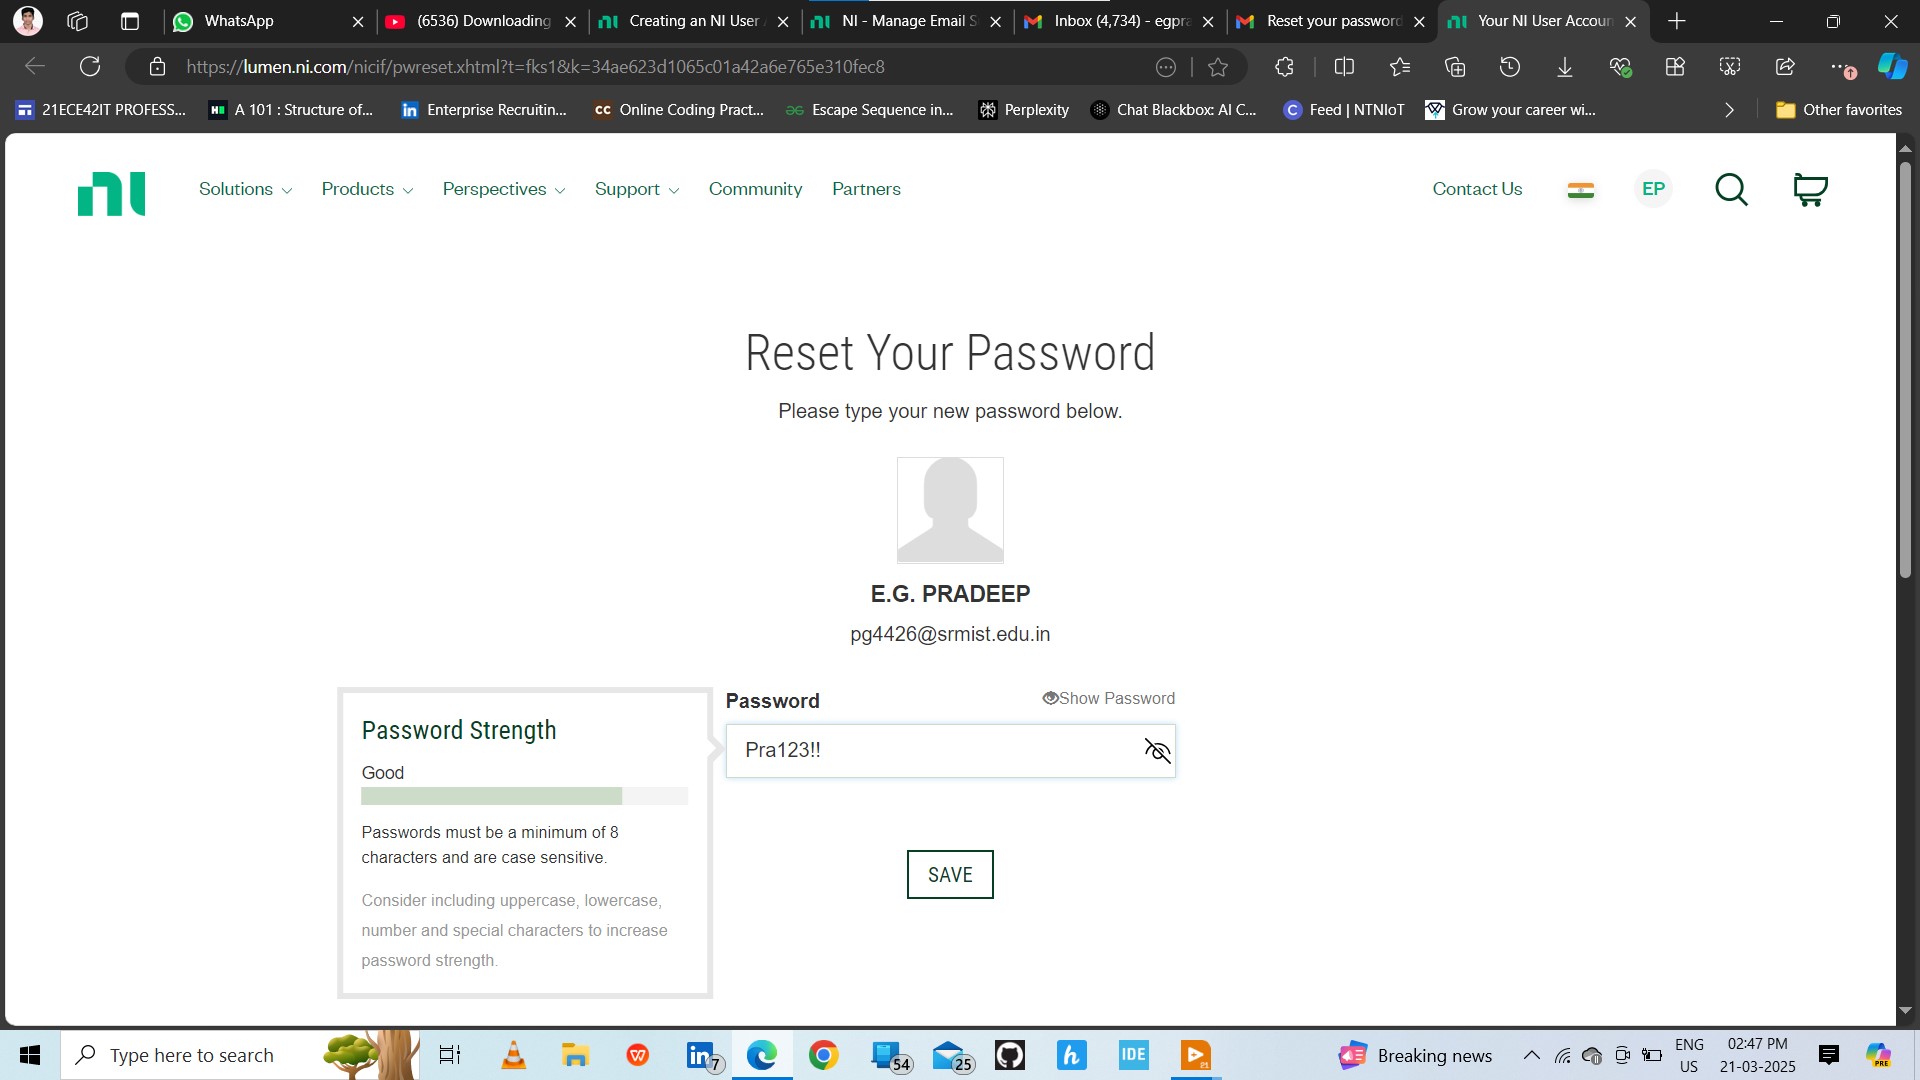 WhatsApp
(6536) Downloading
Creating an NI User A
NI - Manage Email S
Inbox (4,734) - egpra
Reset your password
Your NI User Accoun
https://lumen.ni.com/nicif/pwreset.xhtml?t=fks1&k=34ae623d1065c01a42a6e765e310fec8
21ECE42IT PROFESS...
A 101 : Structure of...
Enterprise Recruitin...
Online Coding Pract...
Escape Sequence in...
Perplexity
Chat Blackbox: AI C...
Feed | NTNIoT
Grow your career wi...
Other favorites
ni
Solutions
Products
Perspectives
Support
Community
Partners
Contact Us
EP
Reset Your Password
Please type your new password below.
E.G. PRADEEP
pg4426@srmist.edu.in
Password Strength
Good
Passwords must be a minimum of 8
characters and are case sensitive.
Consider including uppercase, lowercase,
number and special characters to increase
password strength.
Password
Show Password
Pra123!!
SAVE
Type here to search
7
54
25
h
IDE
Breaking news
ENG
US
02:47 PM
21-03-2025